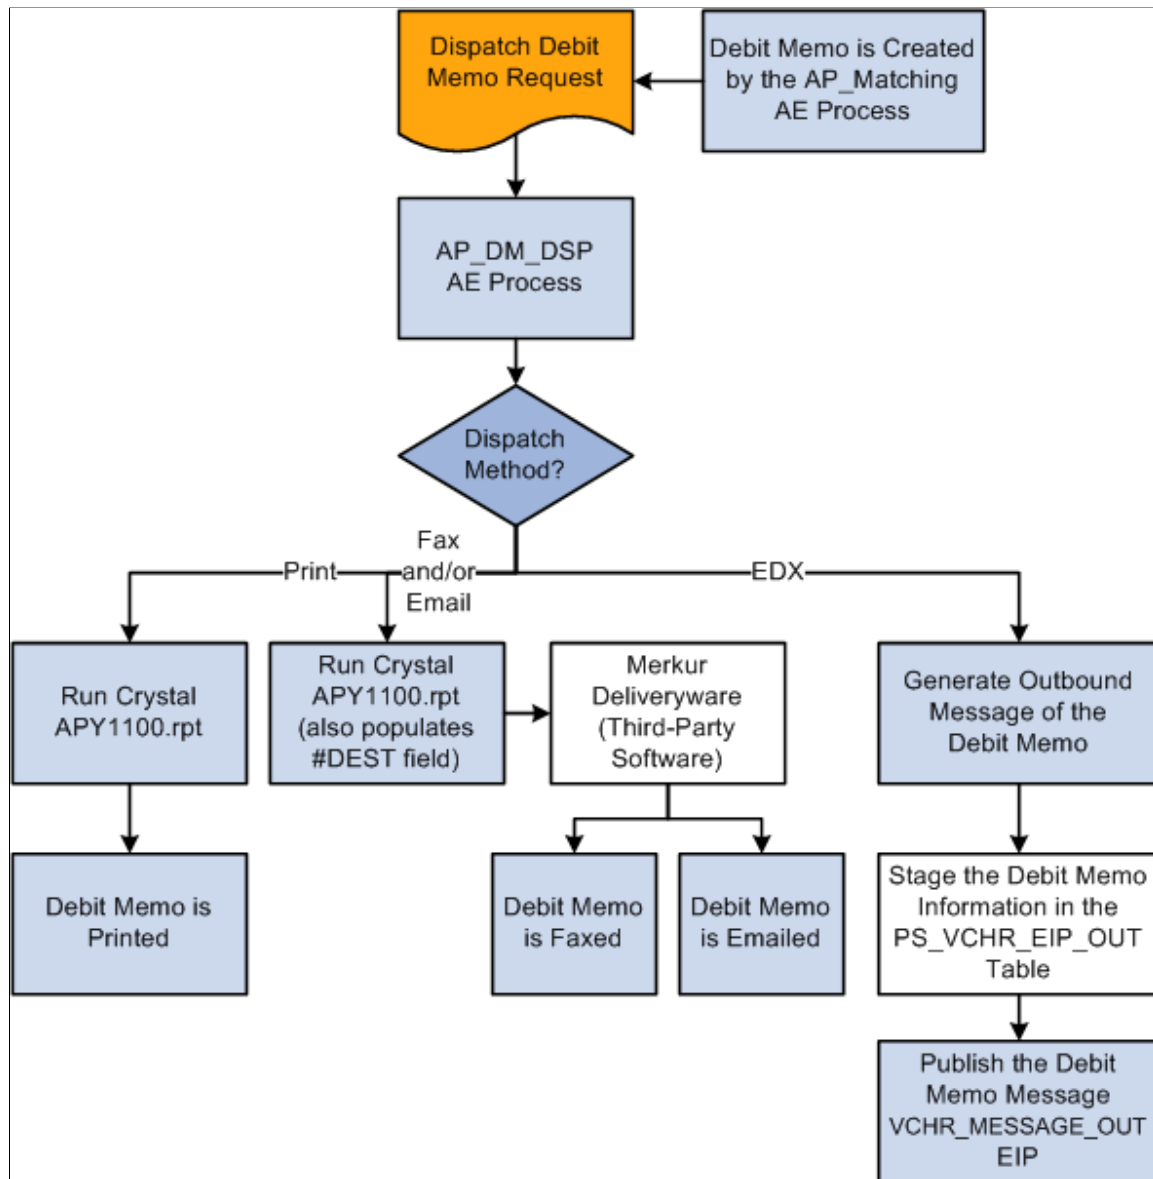 Dispatch Debit
Memo Request
Debit Memo is Created
by the AP_Matching
AE Process
AP_DM_DSP
AE Process
Dispatch
Method?
Print
Fax
and/or
Email
EDX
Run Crystal
APY1100.rpt
Run Crystal
APY1100.rpt
(also populates
#DEST field)
Merkur
Deliveryware
(Third-Party
Software)
Generate Outbound
Message of the
Debit Memo
Debit Memo is
Printed
Debit Memo
is Faxed
Debit Memo
is Emailed
Stage the Debit Memo
Information in the
PS_VCHR_EIP_OUT
Table
Publish the Debit
Memo Message
VCHR_MESSAGE_OUT
EIP